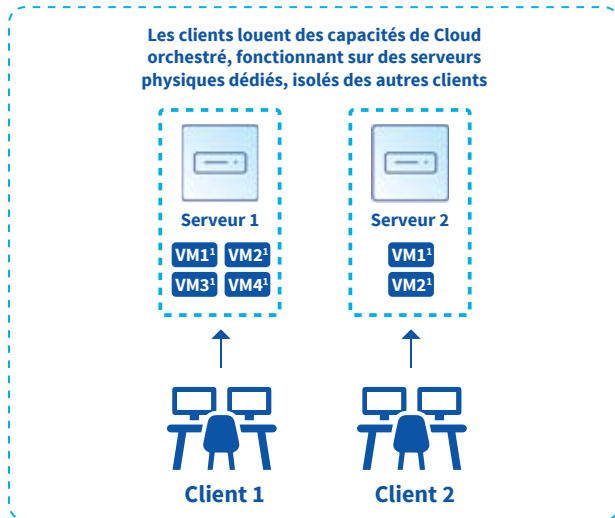 Les clients louent des capacités de Cloud
orchestré, fonctionnant sur des serveurs
physiques dédiés, isolés des autres clients
Serveur 1
VM1¹ VM2¹
VM3¹ VM4¹
Serveur 2
VM1¹
VM2¹
Client 1
Client 2